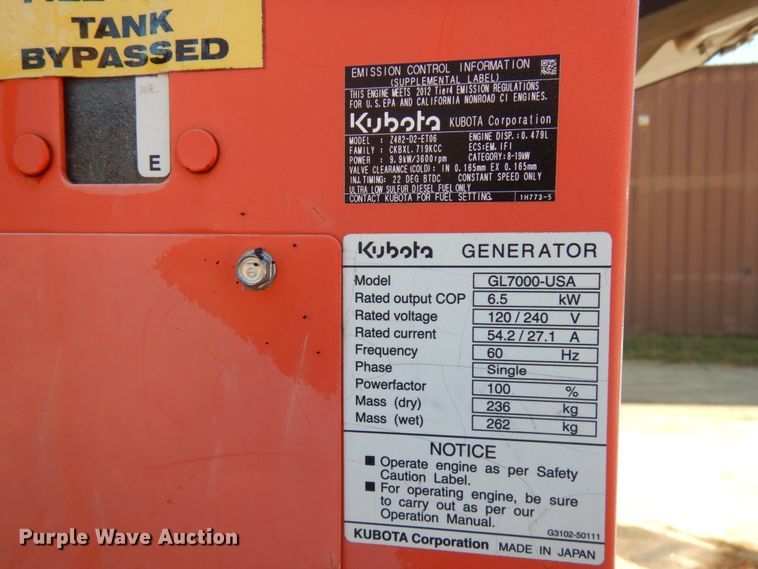 TANK
BYPASSED
E
EMISSION CONTROL INFORMATION
(SUPPLEMENTAL LABEL)
THIS ENGINE MEETS 2012 Tier4 EMISSION REGULATIONS
FOR U.S. EPA AND CALIFORNIA NONROAD CI ENGINES.
Kubota KUBOTA Corporation
MODEL : Z482-D2-ET06 ENGINE DISP.: 0.479L
FAMILY : CKBXL.719KCC ECS:EM, IFI
POWER : 9.9kW/3600rpm CATEGORY:8-19kW
VALVE CLEARANCE(COLD): IN 0.165mm EX 0.165mm
INJ.TIMING: 22 DEG BTDC CONSTANT SPEED ONLY
ULTRA LOW SULFUR DIESEL FUEL ONLY
CONTACT KUBOTA FOR FUEL SETTING. 1H773-5
Kubota GENERATOR
Model GL7000-USA
Rated output COP 6.5 kW
Rated voltage 120 / 240 V
Rated current 54.2 / 27.1 A
Frequency 60 Hz
Phase Single
Powerfactor 100 %
Mass (dry) 236 kg
Mass (wet) 262 kg
NOTICE
■ Operate engine as per Safety
Caution Label.
■ For operating engine, be sure
to carry out as per our
Operation Manual.
G3102-50111
KUBOTA Corporation MADE IN JAPAN
Purple Wave Auction